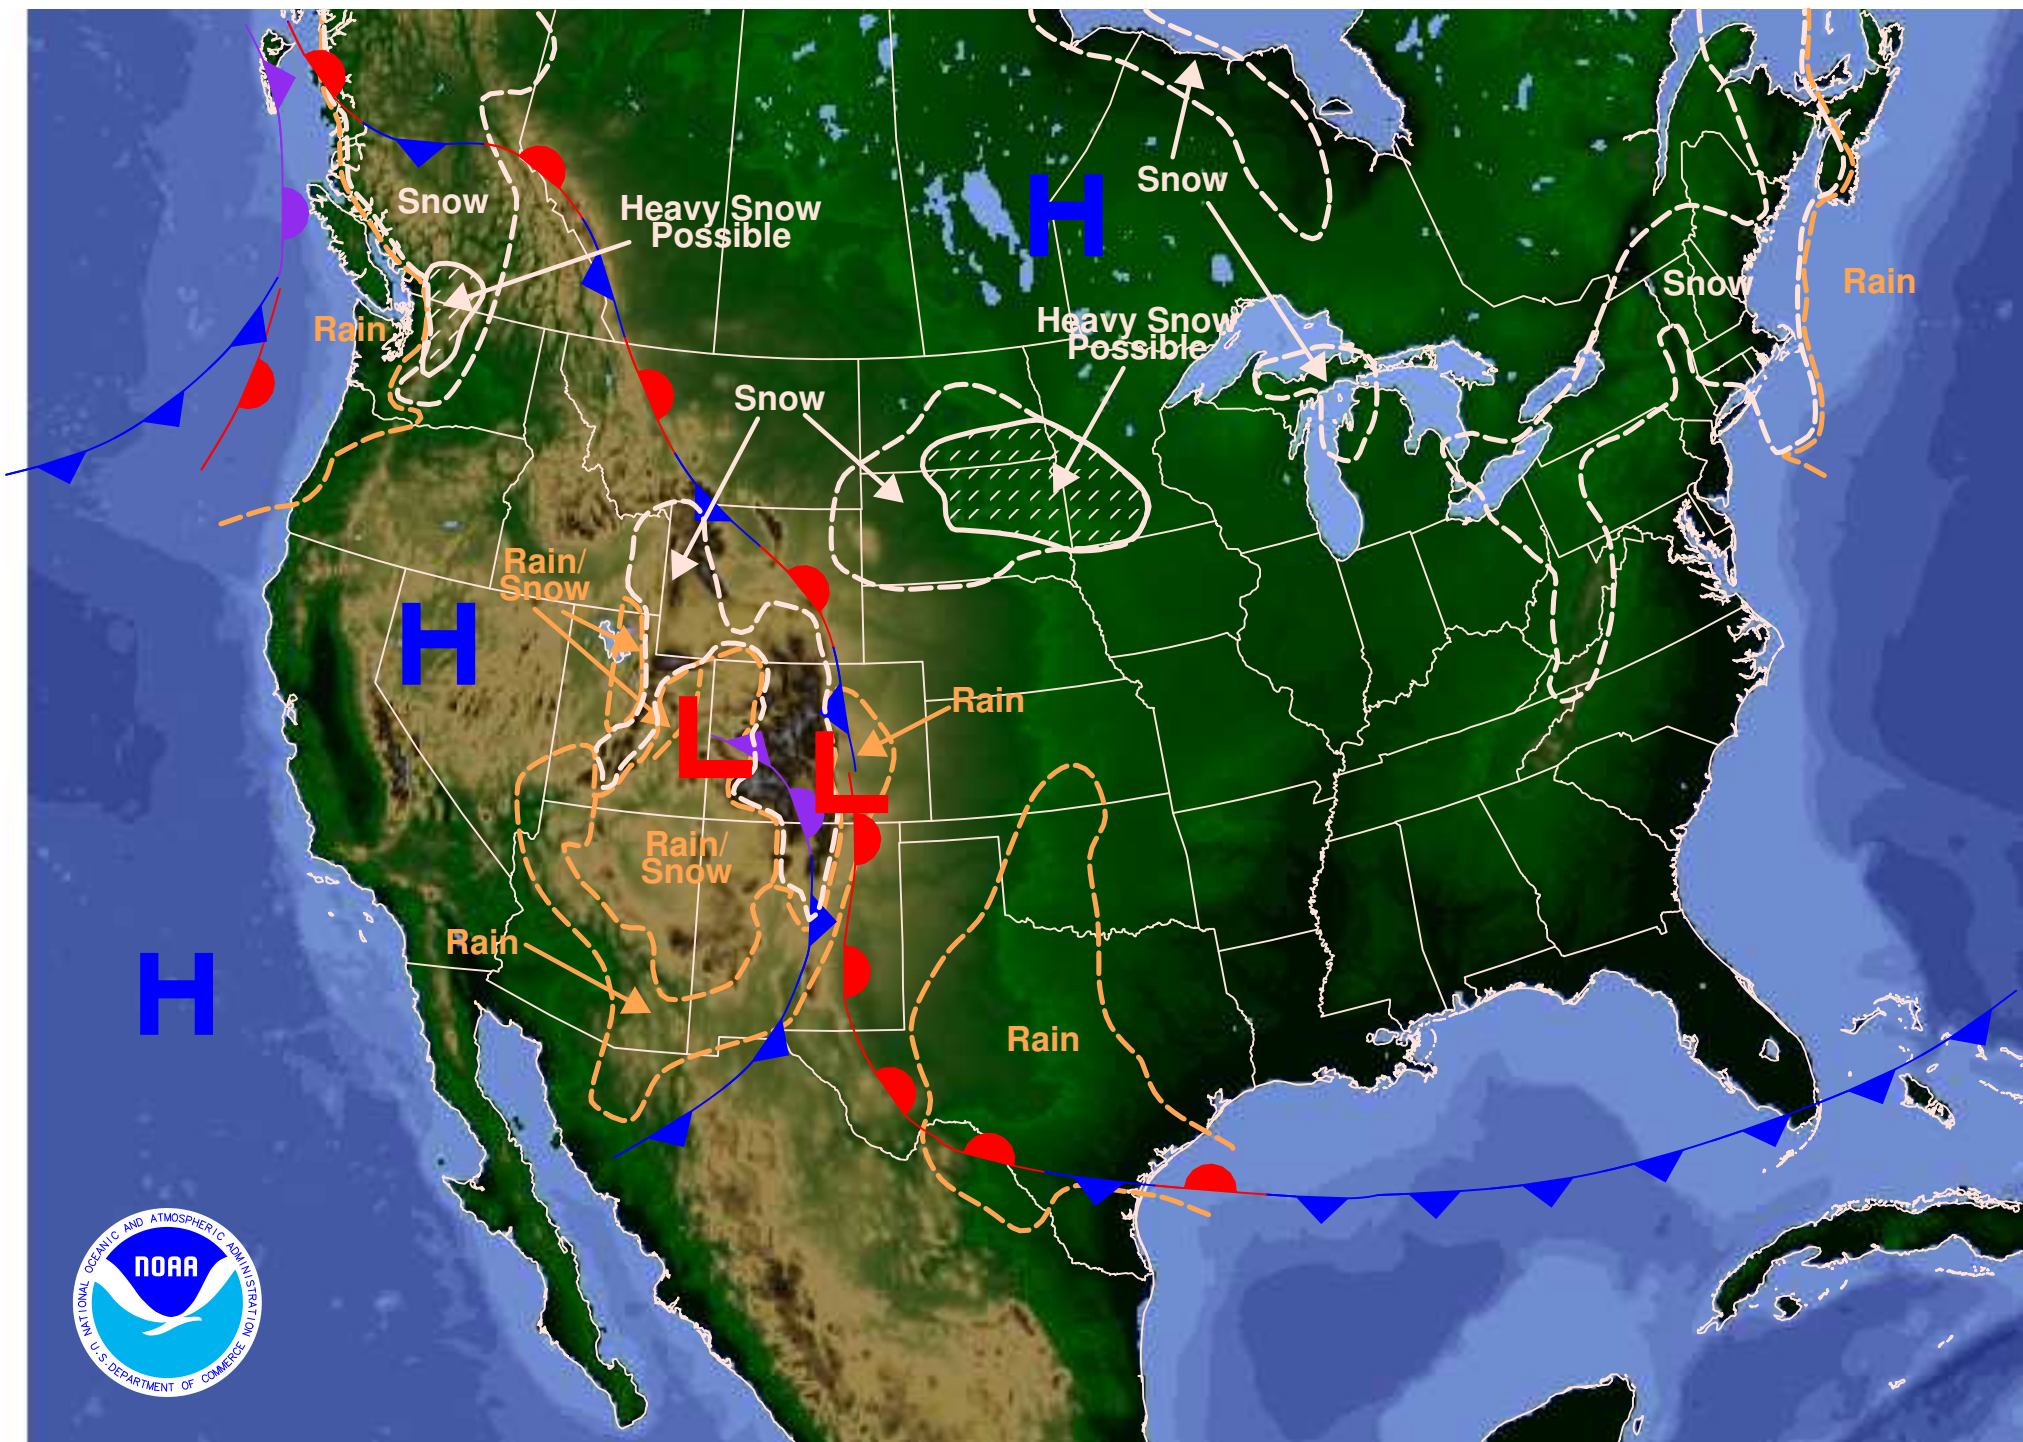 Snow
Heavy Snow
Possible
H
Snow
Snow
Rain
Rain
Heavy Snow
Possible
Snow
Rain/
Snow
H
L
Rain
L
Rain/
Snow
Rain
H
Rain
NOAA
NATIONAL OCEANIC AND ATMOSPHERIC ADMINISTRATION
U.S. DEPARTMENT OF COMMERCE